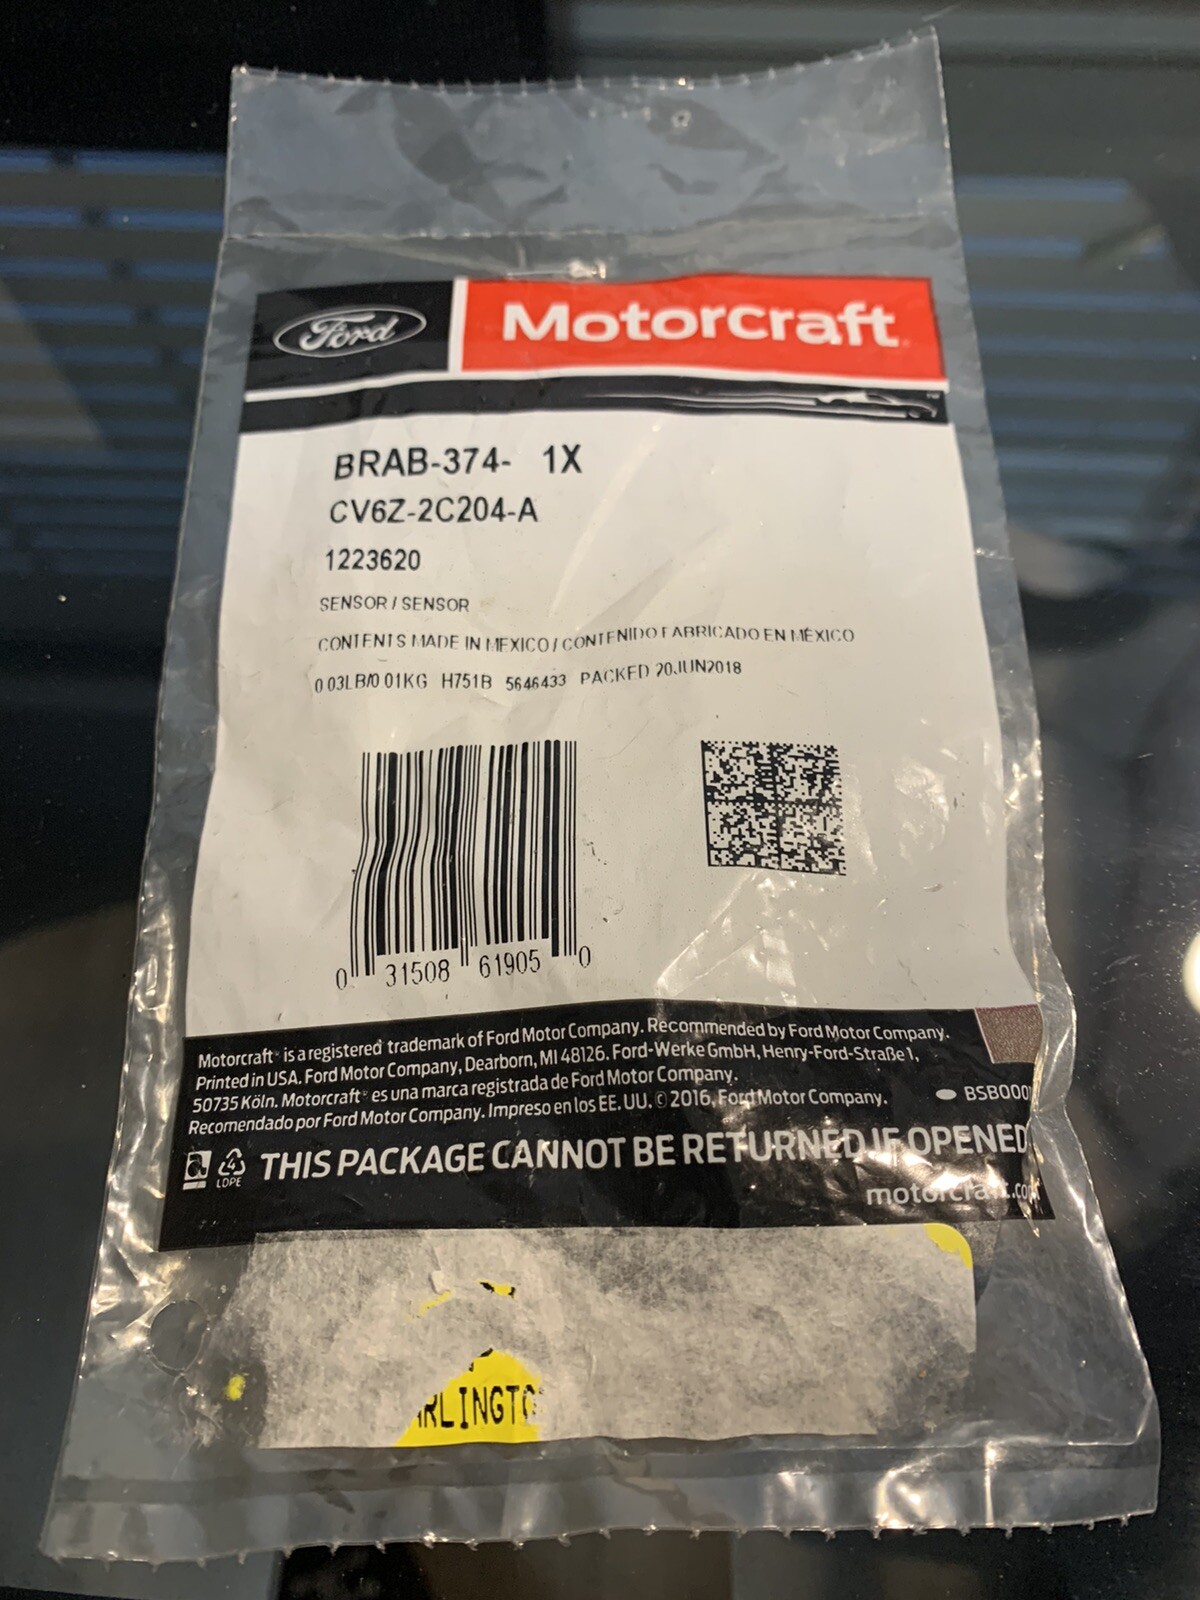 Ford
Motorcraft
BRAB-374- 1X
CV6Z-2C204-A
1223620
SENSOR / SENSOR
CONTENTS MADE IN MEXICO / CONTENIDO FABRICADO EN MÉXICO
0 03LB/0 01KG H751B 5646433 PACKED 20JUN2018
0 31508 61905 0
Motorcraft® is a registered trademark of Ford Motor Company. Recommended by Ford Motor Company.
Printed in USA. Ford Motor Company, Dearborn, MI 48126. Ford-Werke GmbH, Henry-Ford-Straße 1,
50735 Köln. Motorcraft® es una marca registrada de Ford Motor Company.
Recomendado por Ford Motor Company. Impreso en los EE. UU. © 2016, Ford Motor Company.
BSB000
4
LDPE
THIS PACKAGE CANNOT BE RETURNED IF OPENED
motorcraft.com
RLINGTO